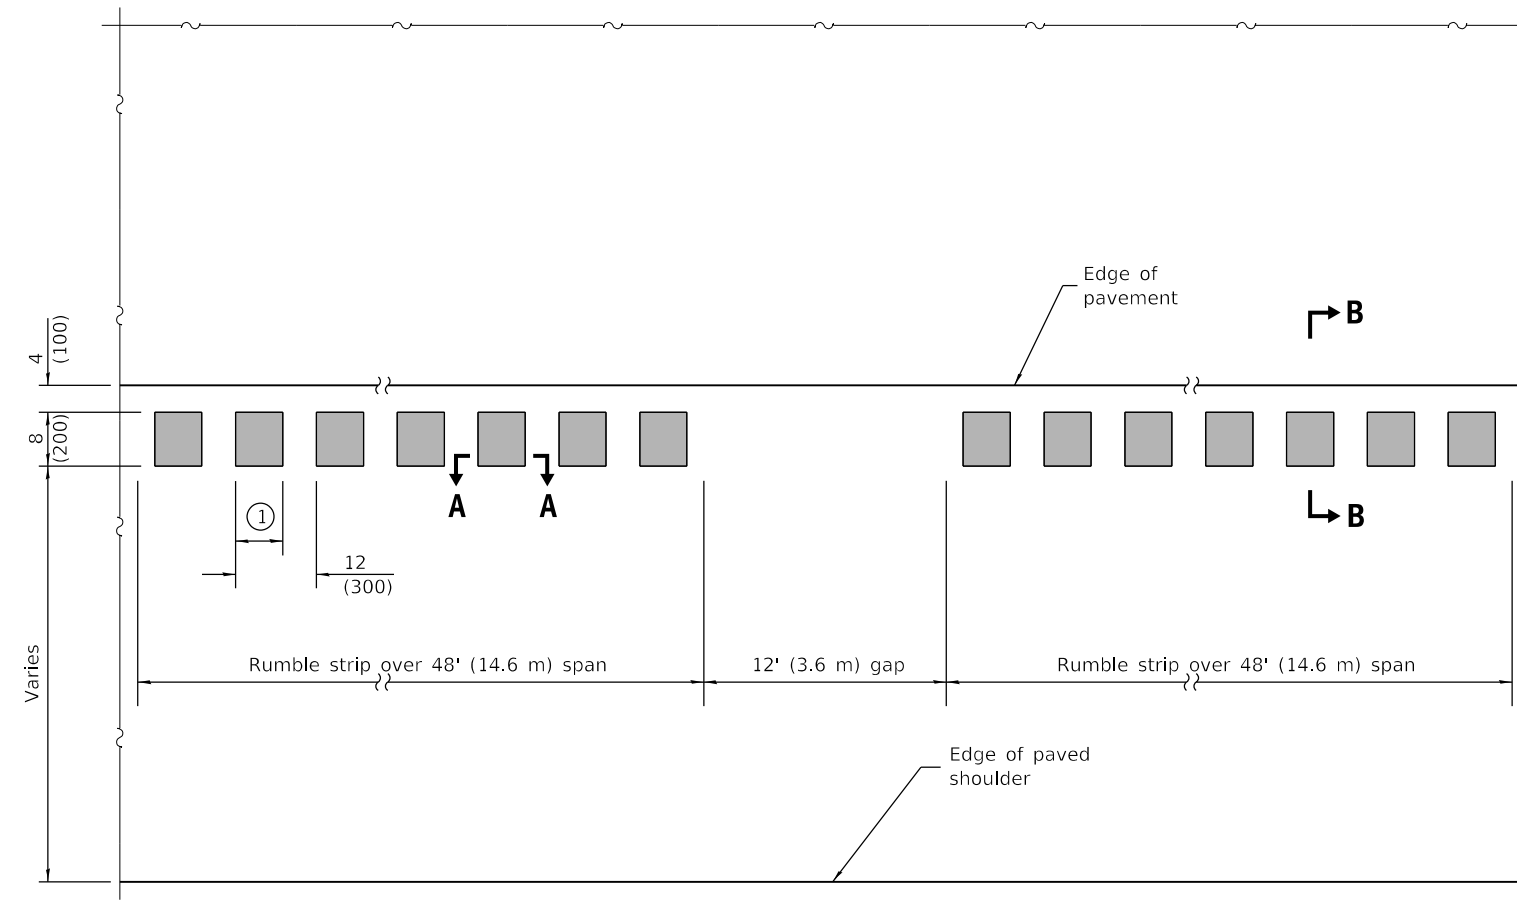 Edge of
pavement
B
4
(100)
8
(200)
A
A
B
1
12
(300)
Varies
Rumble strip over 48' (14.6 m) span
12' (3.6 m) gap
Rumble strip over 48' (14.6 m) span
Edge of paved
shoulder